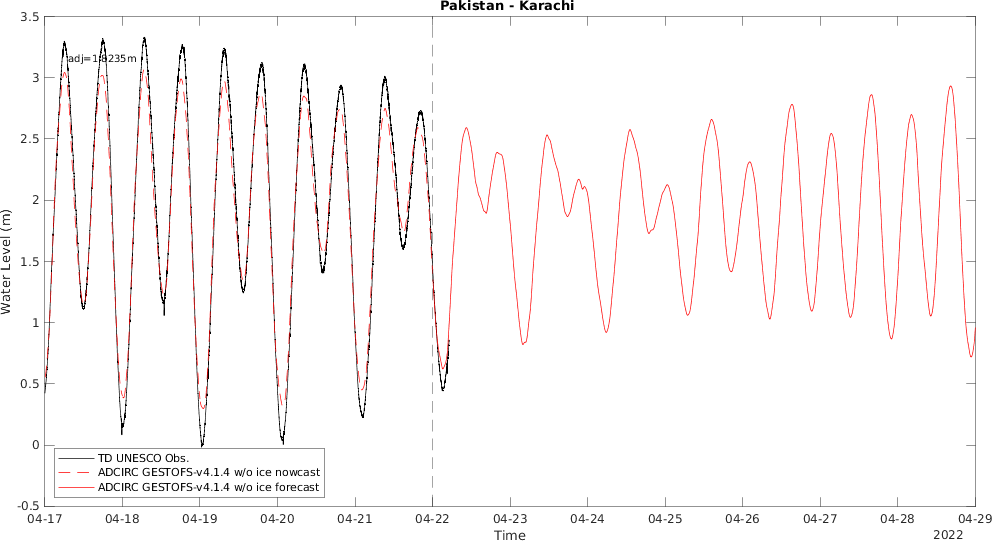 Pakistan - Karachi
adj=1.8235m
Water Level (m)
3.5
3
2.5
2
1.5
1
0.5
0
-0.5
TD UNESCO Obs.
ADCIRC GESTOFS-v4.1.4 w/o ice nowcast
ADCIRC GESTOFS-v4.1.4 w/o ice forecast
04-17 04-18 04-19 04-20 04-21 04-22 04-23 04-24 04-25 04-26 04-27 04-28 04-29
Time
2022